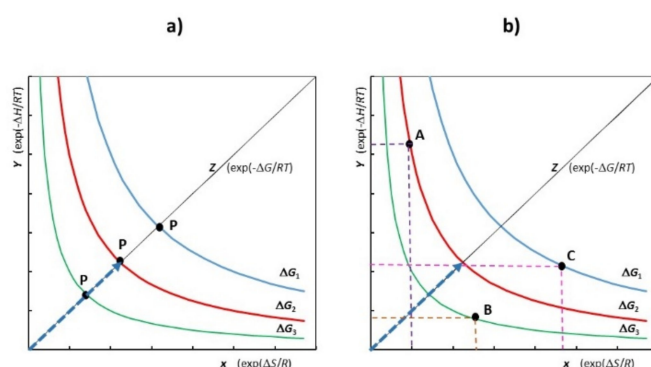 a)
Y (exp(-ΔH/RT)
Z (exp(-ΔG/RT)
P
P
P
ΔG1
ΔG2
ΔG3
x (exp(ΔS/R)
b)
Y (exp(-ΔH/RT)
A
Z (exp(-ΔG/RT)
C
B
ΔG1
ΔG2
ΔG3
x (exp(ΔS/R)